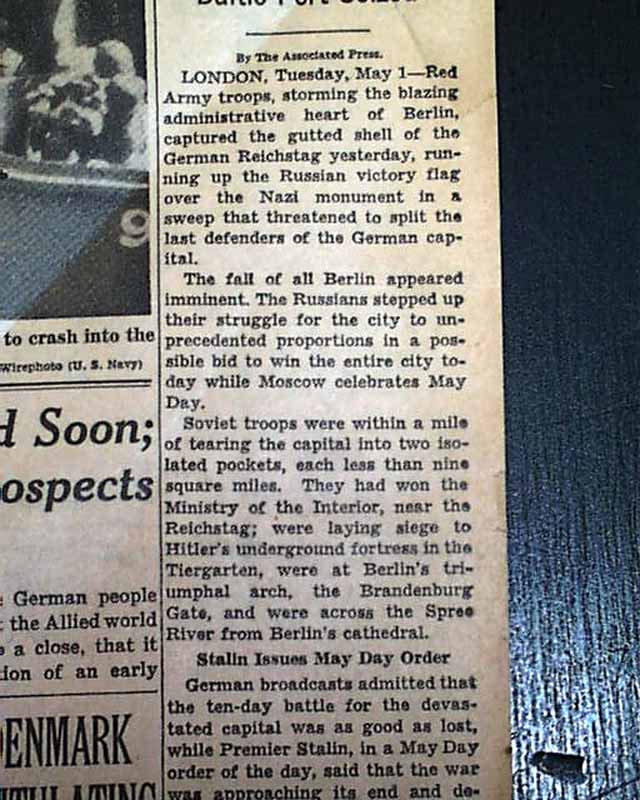 Baltic Port Seized
By The Associated Press.
LONDON, Tuesday, May 1—Red
Army troops, storming the blazing
administrative heart of Berlin,
captured the gutted shell of the
German Reichstag yesterday, run-
ning up the Russian victory flag
over the Nazi monument in a
sweep that threatened to split the
last defenders of the German cap-
ital.
The fall of all Berlin appeared
imminent. The Russians stepped up
their struggle for the city to un-
precedented proportions in a pos-
sible bid to win the entire city to-
day while Moscow celebrates May
Day.
Soviet troops were within a mile
of tearing the capital into two iso-
lated pockets, each less than nine
square miles. They had won the
Ministry of the Interior, near the
Reichstag; were laying siege to
Hitler's underground fortress in the
Tiergarten, were at Berlin's tri-
umphal arch, the Brandenburg
Gate, and were across the Spree
River from Berlin's cathedral.
Stalin Issues May Day Order
German broadcasts admitted that
the ten-day battle for the devas-
tated capital was as good as lost,
while Premier Stalin, in a May Day
order of the day, said that the war
was approaching its end and de-
9
to crash into the
Wirephoto (U. S. Navy)
d Soon;
ospects
German people
the Allied world
a close, that it
tion of an early
DENMARK